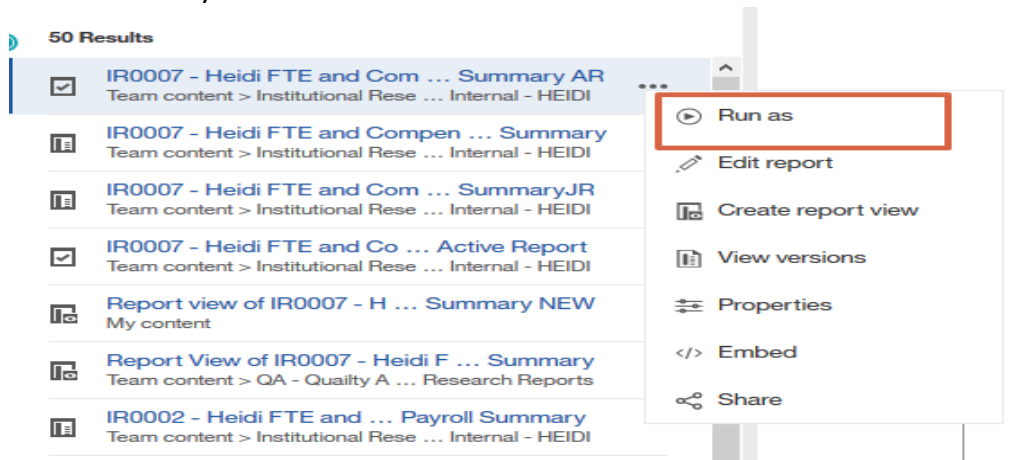 50 Results
IR0007 - Heidi FTE and Com ... Summary AR
Team content > Institutional Rese ... Internal - HEIDI
IR0007 - Heidi FTE and Compen ... Summary
Team content > Institutional Rese ... Internal - HEIDI
IR0007 - Heidi FTE and Com ... SummaryJR
Team content > Institutional Rese ... Internal - HEIDI
IR0007 - Heidi FTE and Co ... Active Report
Team content > Institutional Rese ... Internal - HEIDI
Report view of IR0007 - H ... Summary NEW
My content
Report View of IR0007 - Heidi F ... Summary
Team content > QA - Quailty A ... Research Reports
IR0002 - Heidi FTE and ... Payroll Summary
Team content > Institutional Rese ... Internal - HEIDI
Run as
Edit report
Create report view
View versions
Properties
Embed
Share